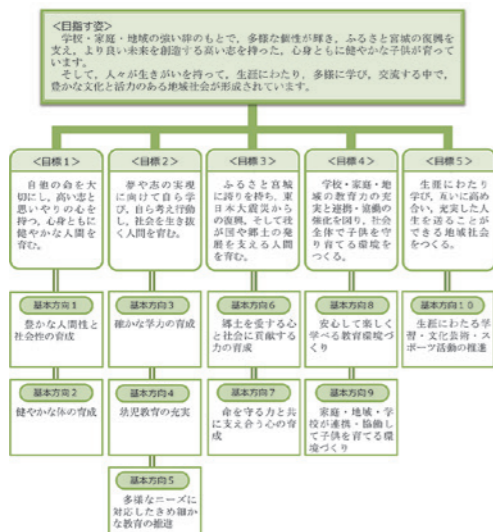 <目指す姿>
学校・家庭・地域の強い絆のもとで，多様な個性が輝き，ふるさと宮城の復興を
支え，より良い未来を創造する高い志を持った，心身ともに健やかな子供が育って
います。
そして，人々が生きがいを持って，生涯にわたり，多様に学び，交流する中で，
豊かな文化と活力のある地域社会が形成されています。
<目標１>
自他の命を大
切にし，高い志と
思いやりの心を
持つ，心身ともに
健やかな人間を
育む。
基本方向１
豊かな人間性と
社会性の育成
基本方向２
健やかな体の育成
<目標２>
夢や志の実現
に向けて自ら学
び，自ら考え行動
し，社会を生き抜
く人間を育む。
基本方向３
確かな学力の育成
基本方向４
幼児教育の充実
基本方向５
多様なニーズに
対応したきめ細か
な教育の推進
<目標３>
ふるさと宮城
に誇りを持ち，東
日本大震災から
の復興，そして我
が国や郷土の発
展を支える人間
を育む。
基本方向６
郷土を愛する心
と社会に貢献する
力の育成
基本方向７
命を守る力と共
に支え合う心の育
成
<目標４>
学校・家庭・地
域の教育力の充
実と連携・協働の
強化を図り，社会
全体で子供を守
り育てる環境を
つくる。
基本方向８
安心して楽しく
学べる教育環境づ
くり
基本方向９
家庭・地域・学
校が連携・協働し
て子供を育てる環
境づくり
<目標５>
生涯にわたり
学び，互いに高め
合い，充実した人
生を送ることが
できる地域社会
をつくる。
基本方向１０
生涯にわたる学
習・文化芸術・ス
ポーツ活動の推進